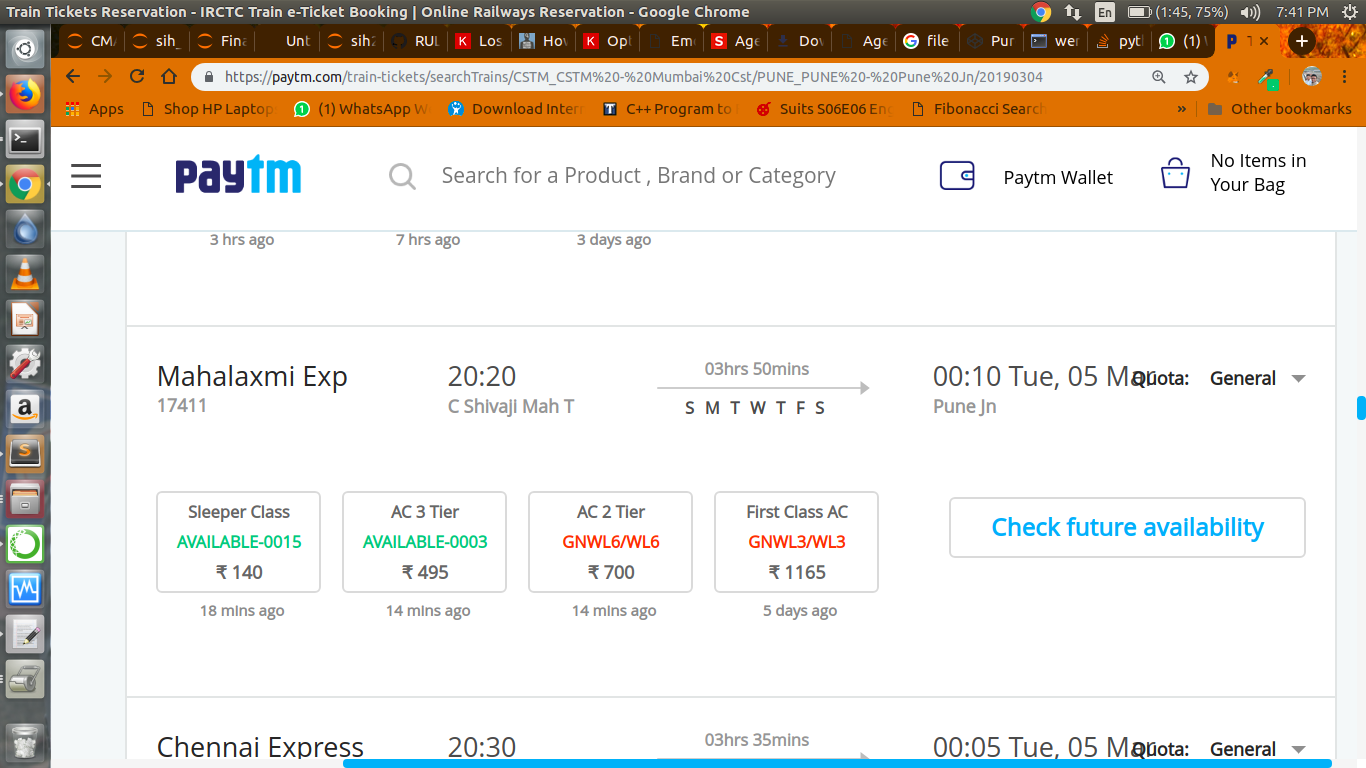 Train Tickets Reservation - IRCTC Train e-Ticket Booking | Online Railways Reservation - Google Chrome
En
(1:45, 75%)
7:41 PM
CM
sih_
Fina
Unt
sih2
RUL
Los
Hov
Opt
Em
Age
Dov
Age
file
Pur
wer
pyt
(1)
https://paytm.com/train-tickets/searchTrains/CSTM_CSTM%20-%20Mumbai%20Cst/PUNE_PUNE%20-%20Pune%20Jn/20190304
Apps
Shop HP Laptop
(1) WhatsApp W
Download Inter
C++ Program to
Suits S06E06 En
Fibonacci Search
»
Other bookmarks
paytm
Search for a Product , Brand or Category
Paytm Wallet
No Items in
Your Bag
3 hrs ago
7 hrs ago
3 days ago
Mahalaxmi Exp
17411
20:20
C Shivaji Mah T
03hrs 50mins
S M T W T F S
00:10 Tue, 05 Mar
Pune Jn
Quota: General
Sleeper Class
AVAILABLE-0015
₹ 140
18 mins ago
AC 3 Tier
AVAILABLE-0003
₹ 495
14 mins ago
AC 2 Tier
GNWL6/WL6
₹ 700
14 mins ago
First Class AC
GNWL3/WL3
₹ 1165
5 days ago
Check future availability
Chennai Express
20:30
03hrs 35mins
00:05 Tue, 05 Mar
Quota: General